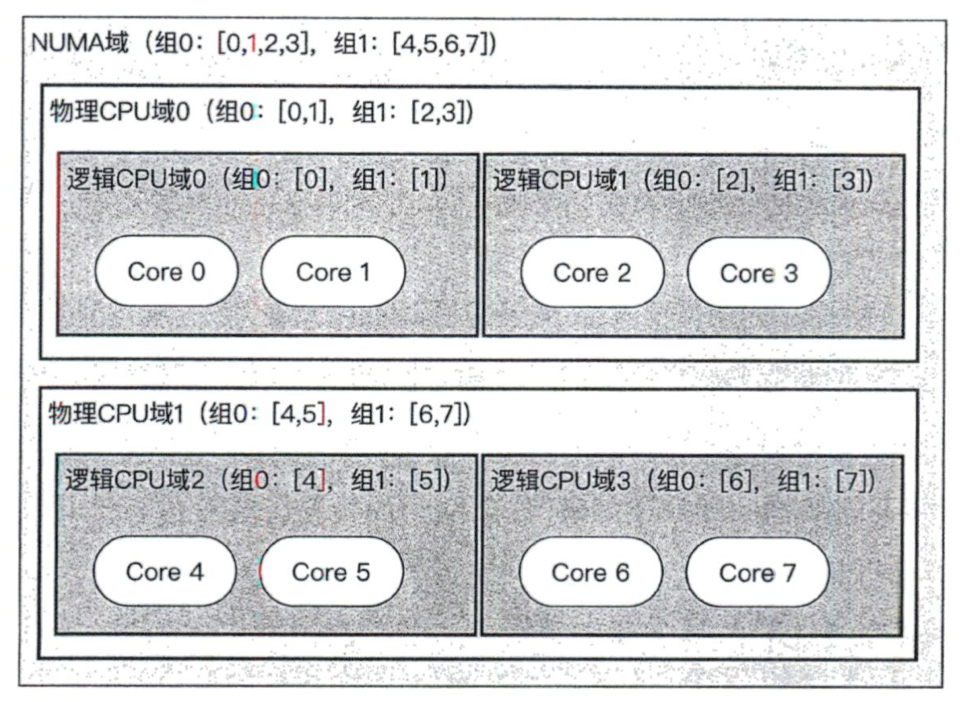 NUMA域（组0：[0,1,2,3]，组1：[4,5,6,7]）
物理CPU域0（组0：[0,1]，组1：[2,3]）
逻辑CPU域0（组0：[0]，组1：[1]）
逻辑CPU域1（组0：[2]，组1：[3]）
Core 0
Core 1
Core 2
Core 3
物理CPU域1（组0：[4,5]，组1：[6,7]）
逻辑CPU域2（组0：[4]，组1：[5]）
逻辑CPU域3（组0：[6]，组1：[7]）
Core 4
Core 5
Core 6
Core 7